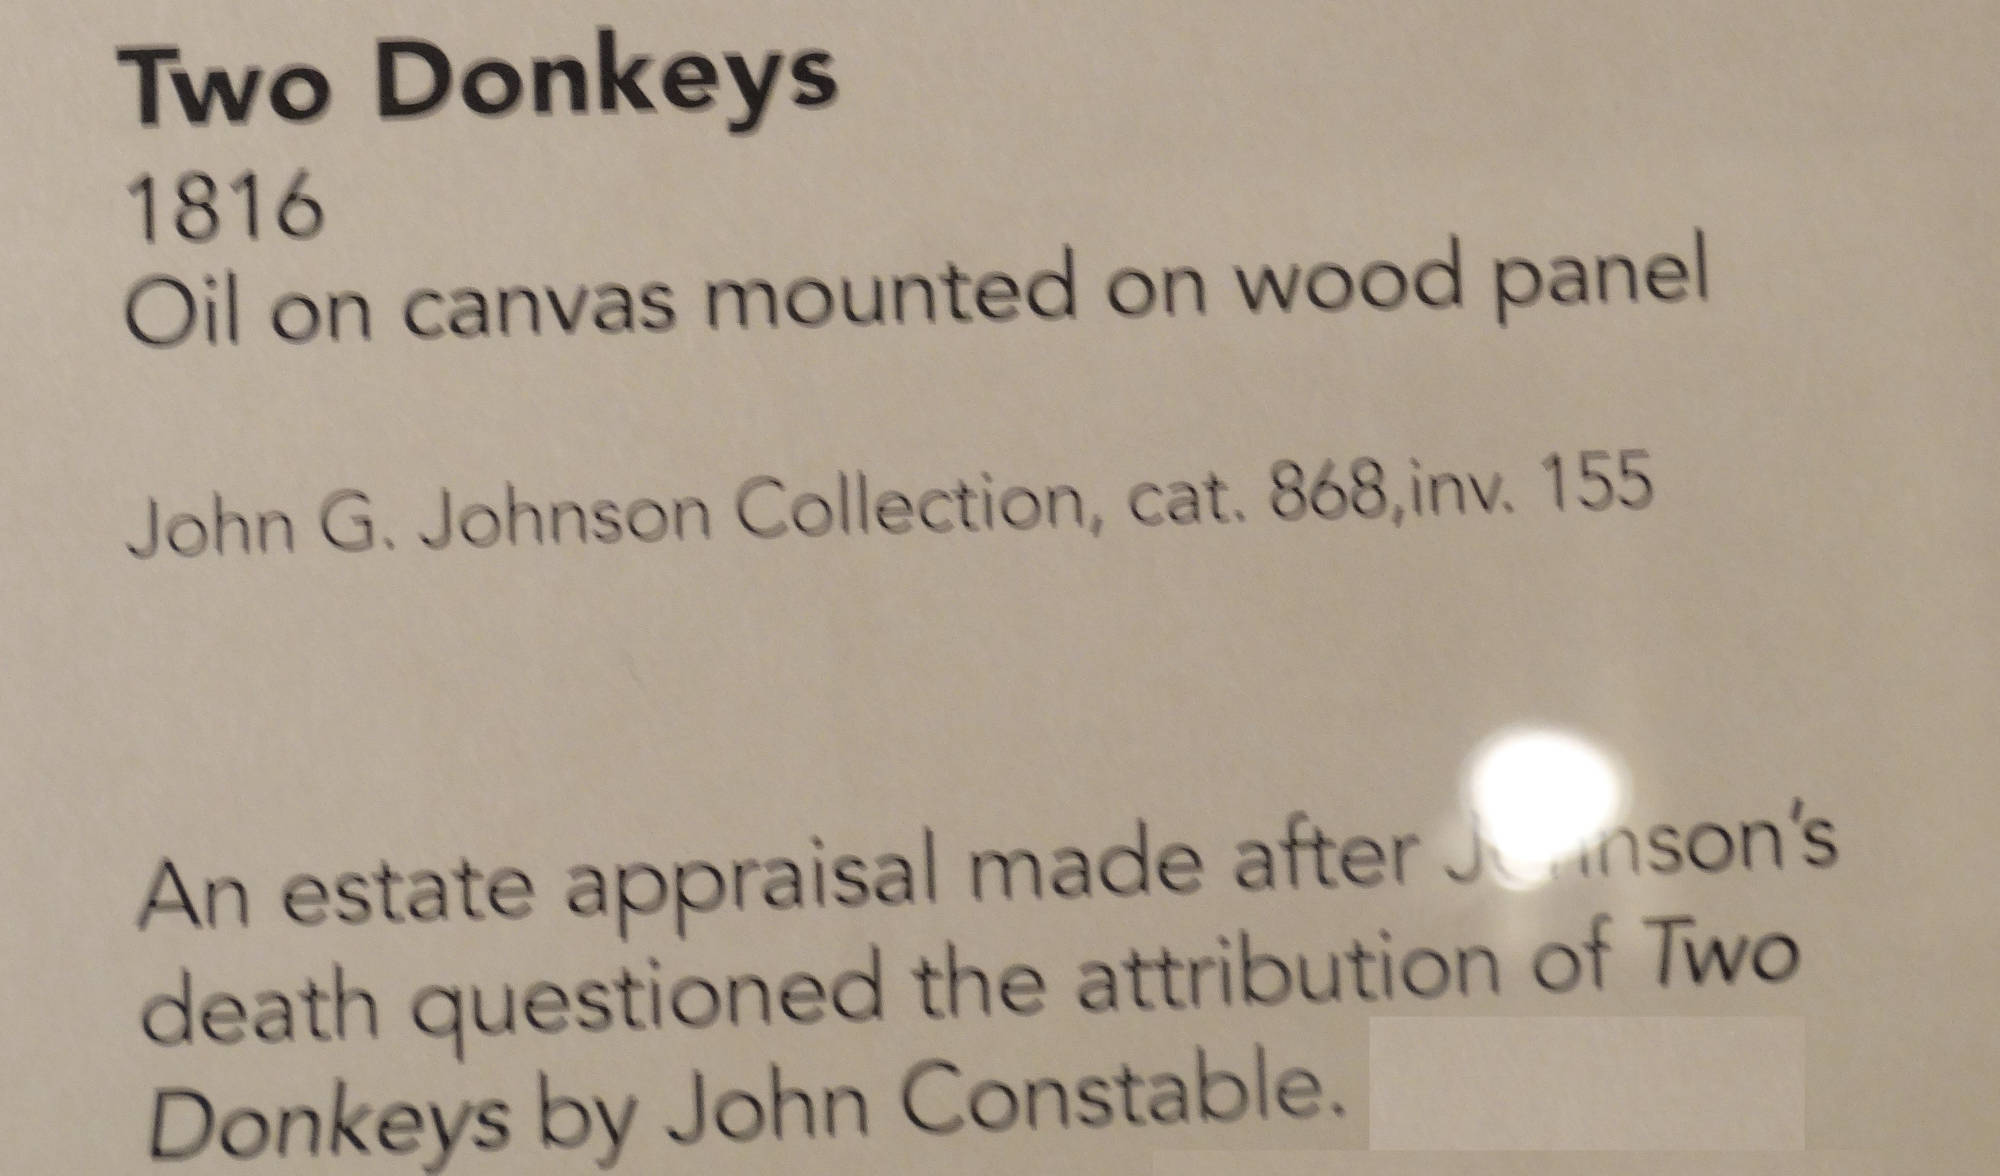 Two Donkeys
1816
Oil on canvas mounted on wood panel
John G. Johnson Collection, cat. 868,inv. 155
An estate appraisal made after Johnson's
death questioned the attribution of Two
Donkeys by John Constable.